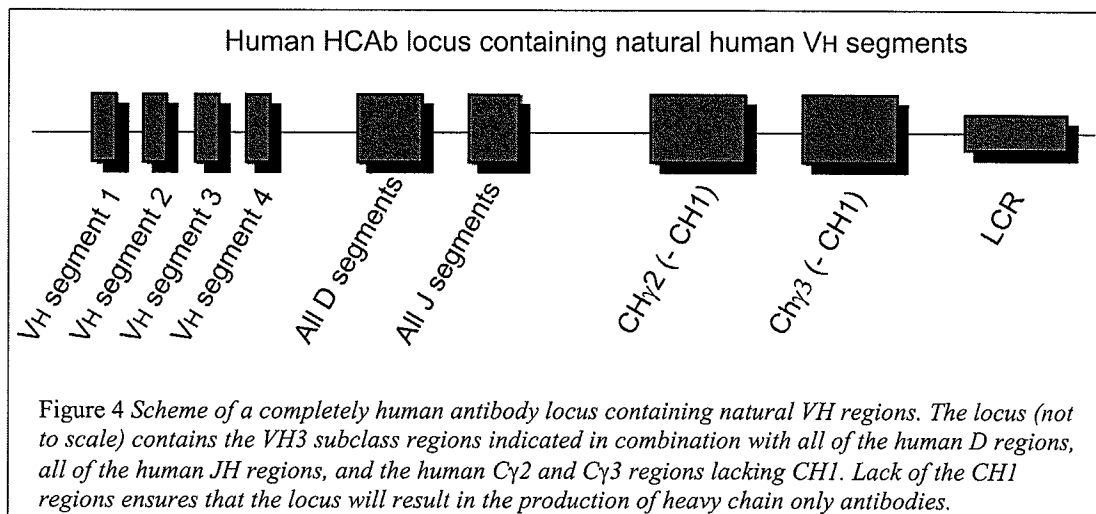 Human HCAb locus containing natural human VH segments
VH segment 1
VH segment 2
VH segment 3
VH segment 4
All D segments
All J segments
CHγ2 (- CH1)
Chγ3 (- CH1)
LCR
Figure 4 Scheme of a completely human antibody locus containing natural VH regions. The locus (not
to scale) contains the VH3 subclass regions indicated in combination with all of the human D regions,
all of the human JH regions, and the human Cγ2 and Cγ3 regions lacking CH1. Lack of the CH1
regions ensures that the locus will result in the production of heavy chain only antibodies.